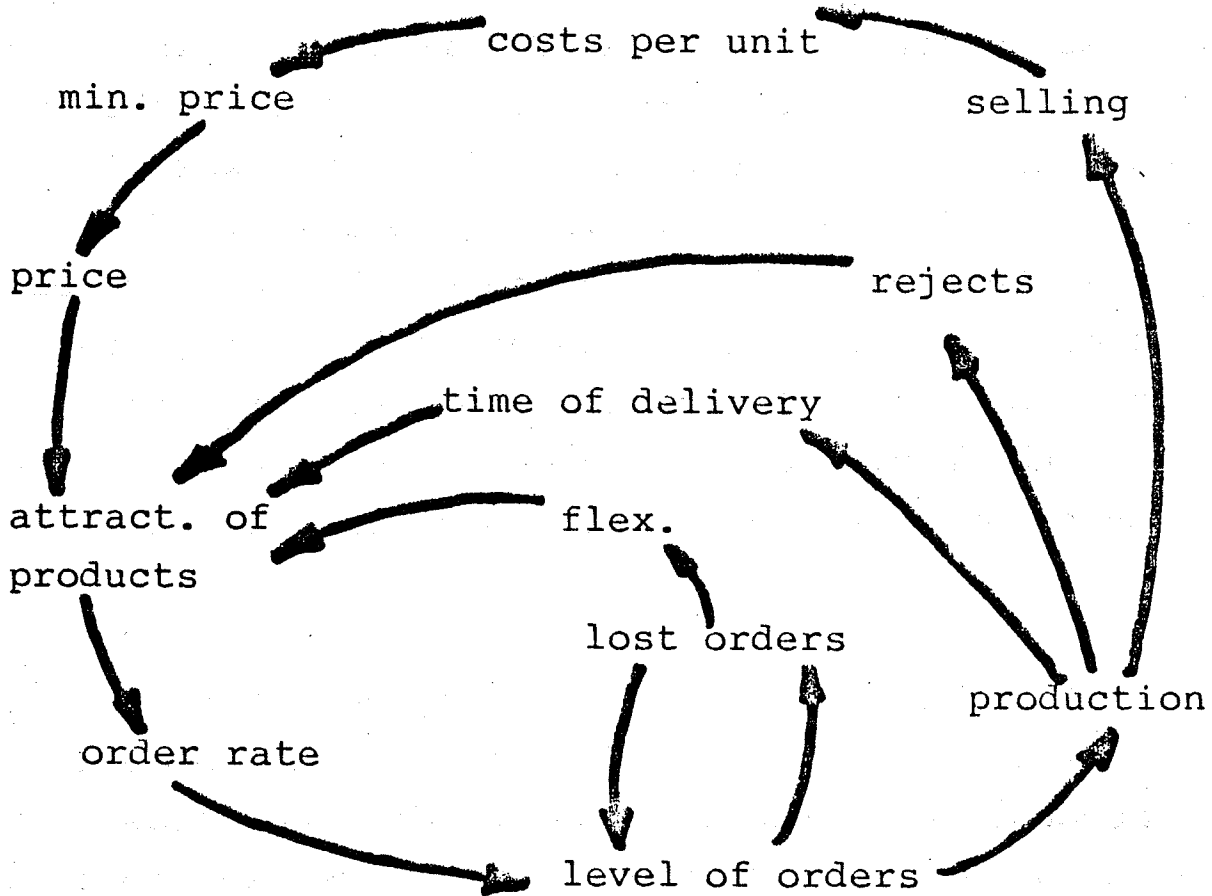 costs per unit
min. price
selling
price
rejects
time of delivery
attract. of
products
flex.
lost orders
production
order rate
level of orders